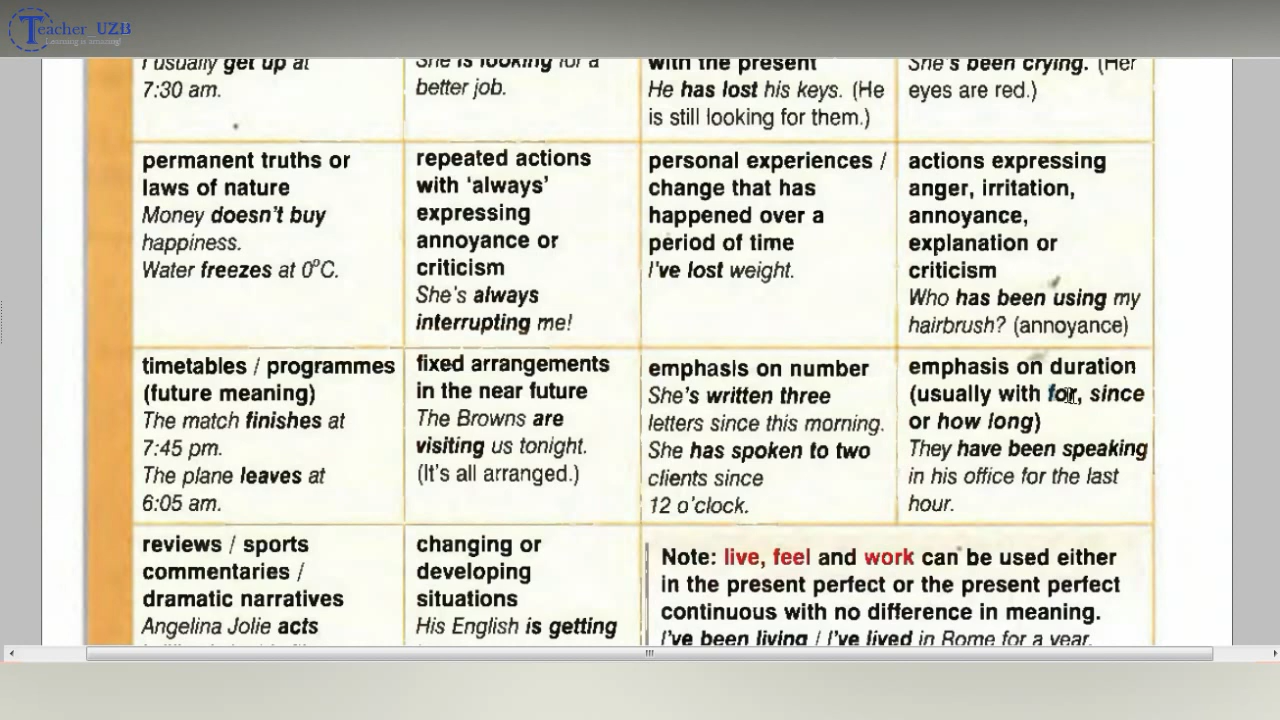 Teacher_UZB
Learning is amazing!
I usually get up at
7:30 am.
She is looking for a
better job.
with the present
He has lost his keys. (He
is still looking for them.)
She's been crying. (Her
eyes are red.)
permanent truths or
laws of nature
Money doesn't buy
happiness.
Water freezes at 0°C.
repeated actions
with 'always'
expressing
annoyance or
criticism
She's always
interrupting me!
personal experiences /
change that has
happened over a
period of time
I've lost weight.
actions expressing
anger, irritation,
annoyance,
explanation or
criticism
Who has been using my
hairbrush? (annoyance)
timetables / programmes
(future meaning)
The match finishes at
7:45 pm.
The plane leaves at
6:05 am.
fixed arrangements
in the near future
The Browns are
visiting us tonight.
(It's all arranged.)
emphasis on number
She's written three
letters since this morning.
She has spoken to two
clients since
12 o'clock.
emphasis on duration
(usually with for, since
or how long)
They have been speaking
in his office for the last
hour.
reviews / sports
commentaries /
dramatic narratives
Angelina Jolie acts
changing or
developing
situations
His English is getting
Note: live, feel and work can be used either
in the present perfect or the present perfect
continuous with no difference in meaning.
I've been living / I've lived in Rome for a year.